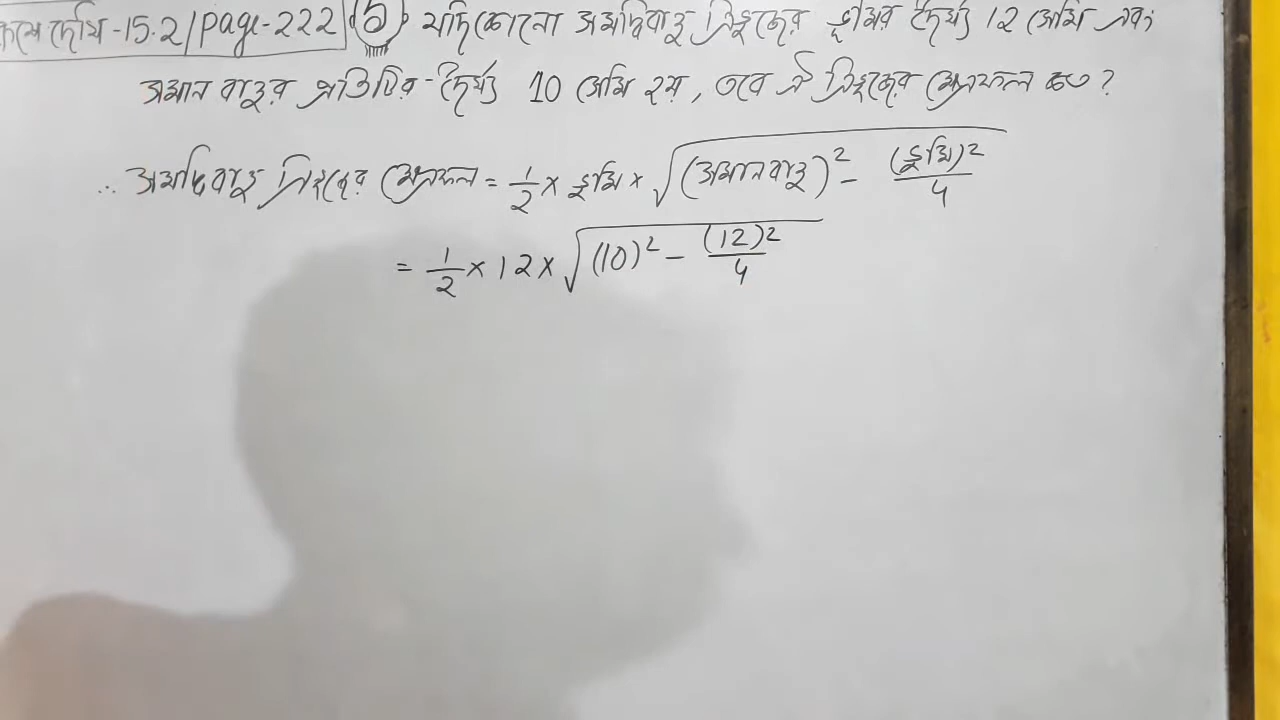 কষে দেখি-15.2/page-222 ৬ যদি কোনো সমদ্বিবাহু ত্রিভুজের ভূমির দৈর্ঘ্য 12 সেমি এবং
সমান বাহুর প্রতিটির দৈর্ঘ্য 10 সেমি হয়, তবে ঐ ত্রিভুজের ক্ষেত্রফল কত ?
∴ সমদ্বিবাহু ত্রিভুজের ক্ষেত্রফল = 1/2 × ভূমি × √((সমানবাহু)² - (ভূমি)²/4)
= 1/2 × 12 × √((10)² - (12)²/4)